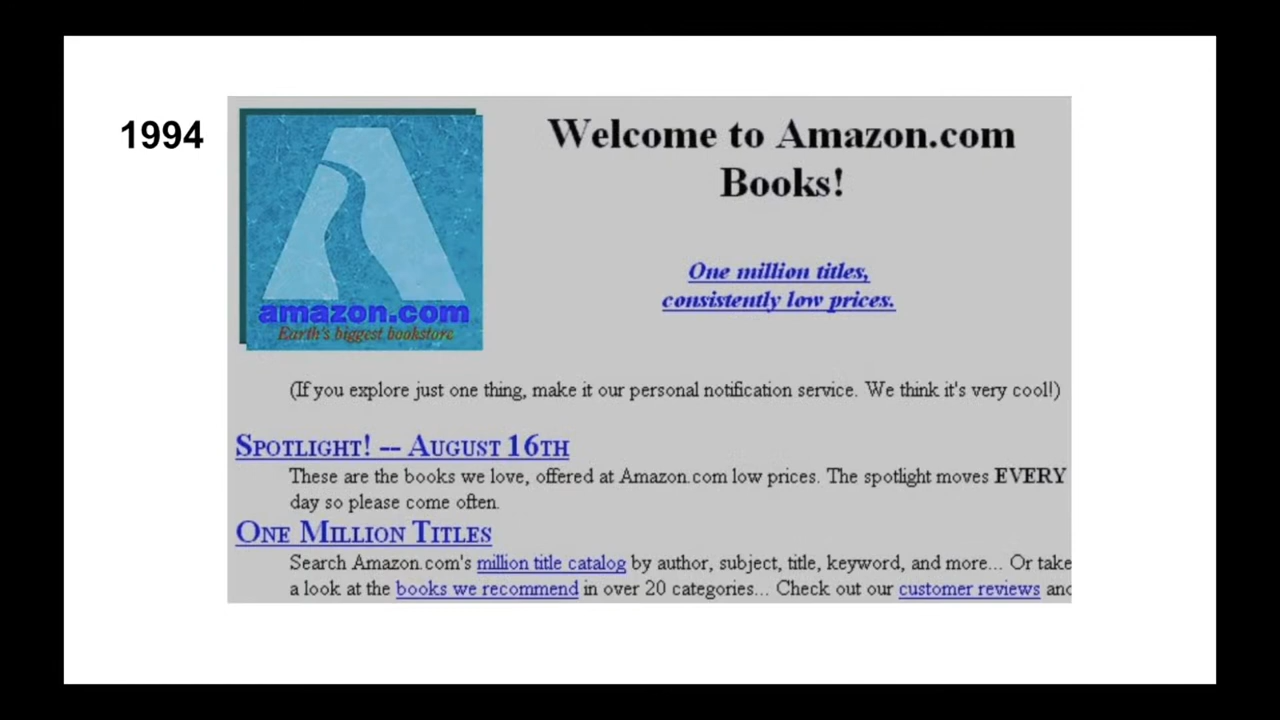 1994
amazon.com
Earth's biggest bookstore
Welcome to Amazon.com
Books!
One million titles,
consistently low prices.
(If you explore just one thing, make it our personal notification service. We think it's very cool!)
SPOTLIGHT! -- AUGUST 16TH
These are the books we love, offered at Amazon.com low prices. The spotlight moves EVERY
day so please come often.
ONE MILLION TITLES
Search Amazon.com's million title catalog by author, subject, title, keyword, and more... Or take
a look at the books we recommend in over 20 categories... Check out our customer reviews and